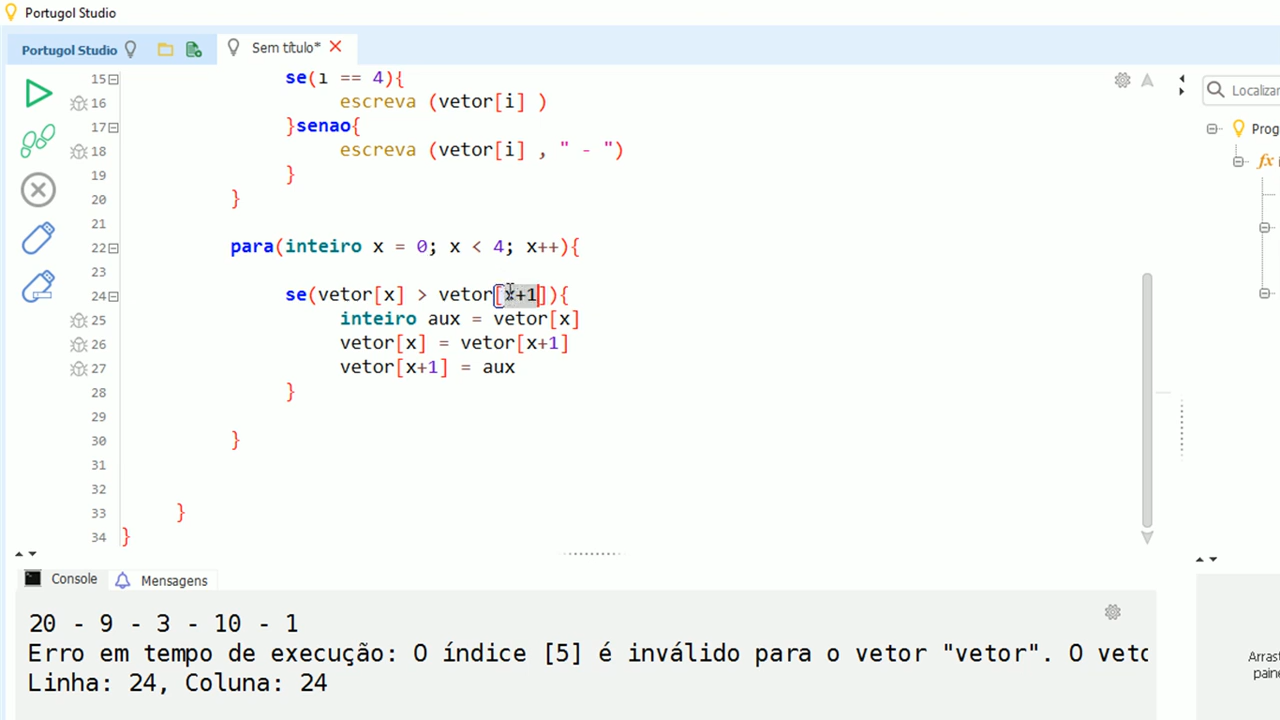 Portugol Studio
Portugol Studio
Sem título*
Localizar
15 se(i == 4){
16 escreva (vetor[i] )
17 }senao{
18 escreva (vetor[i] , " - ")
19 }
20 }
21
22 para(inteiro x = 0; x < 4; x++){
23
24 se(vetor[x] > vetor[x+1]){
25 inteiro aux = vetor[x]
26 vetor[x] = vetor[x+1]
27 vetor[x+1] = aux
28 }
29
30 }
31
32
33 }
34 }
Prog
fx
Console
Mensagens
20 - 9 - 3 - 10 - 1
Erro em tempo de execução: O índice [5] é inválido para o vetor "vetor". O veto
Linha: 24, Coluna: 24
Arrast
paine